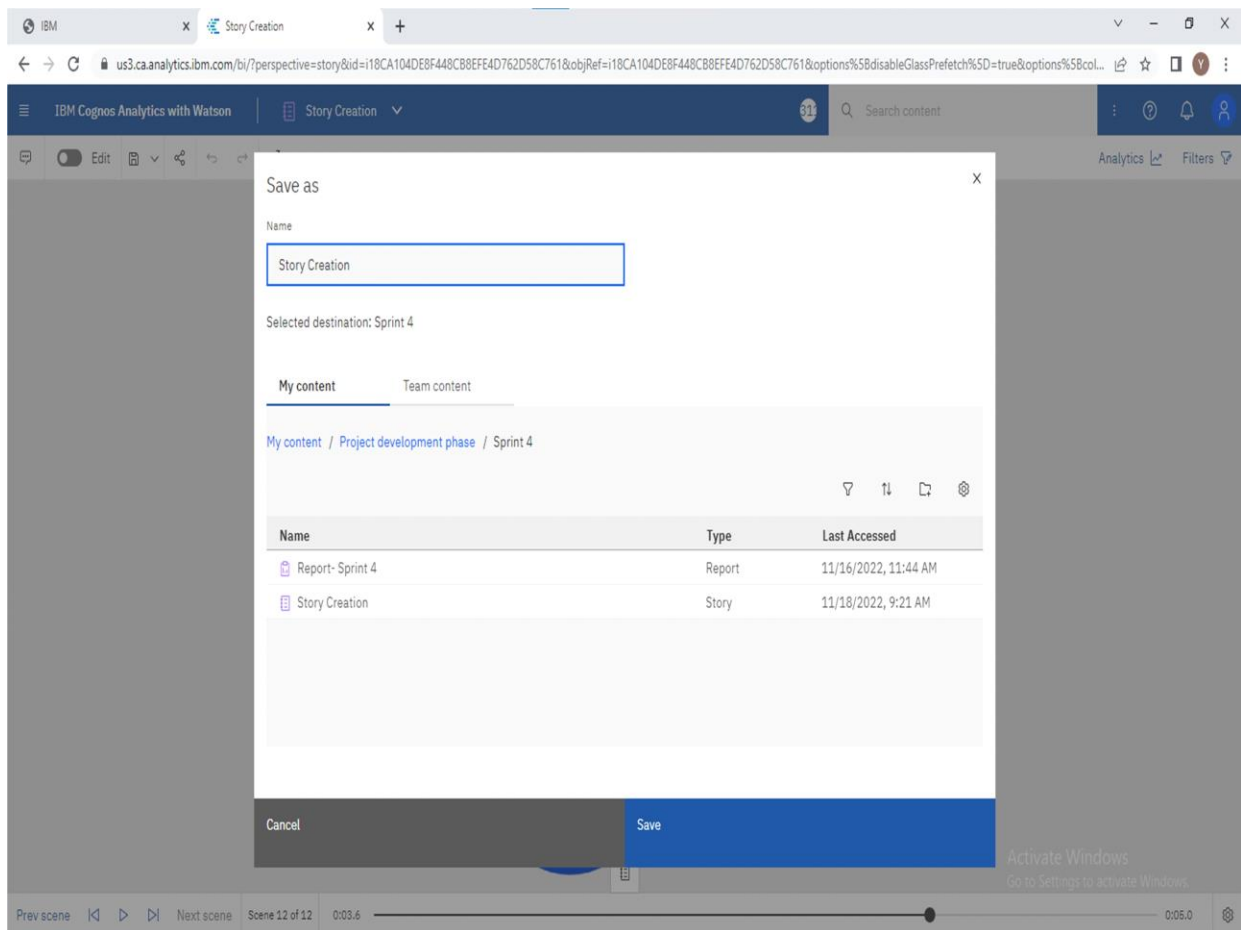 IBM
Story Creation
us3.ca.analytics.ibm.com/bi/?perspective=story&id=i18CA104DE8F448CB8EFE4D762D58C761&objRef=i18CA104DE8F448CB8EFE4D762D58C761&options%5BdisableGlassPrefetch%5D=true&options%5Bcol...
Y
IBM Cognos Analytics with Watson
Story Creation
Search content
Edit
Analytics
Filters
Save as
X
Name
Story Creation
Selected destination: Sprint 4
My content
Team content
My content / Project development phase / Sprint 4
Name Type Last Accessed
Report- Sprint 4 Report 11/16/2022, 11:44 AM
Story Creation Story 11/18/2022, 9:21 AM
Cancel
Save
Activate Windows
Go to Settings to activate Windows.
Prev scene Next scene Scene 12 of 12 0:03.6 0:05.0